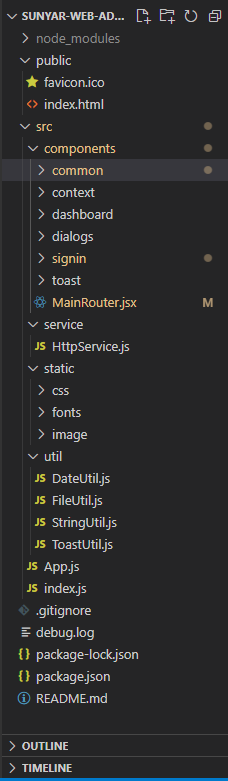 SUNYAR-WEB-AD...
node_modules
public
favicon.ico
index.html
src
components
common
context
dashboard
dialogs
signin
toast
MainRouter.jsx M
service
JS HttpService.js
static
css
fonts
image
util
JS DateUtil.js
JS FileUtil.js
JS StringUtil.js
JS ToastUtil.js
JS App.js
JS index.js
.gitignore
debug.log
{} package-lock.json
{} package.json
README.md
OUTLINE
TIMELINE